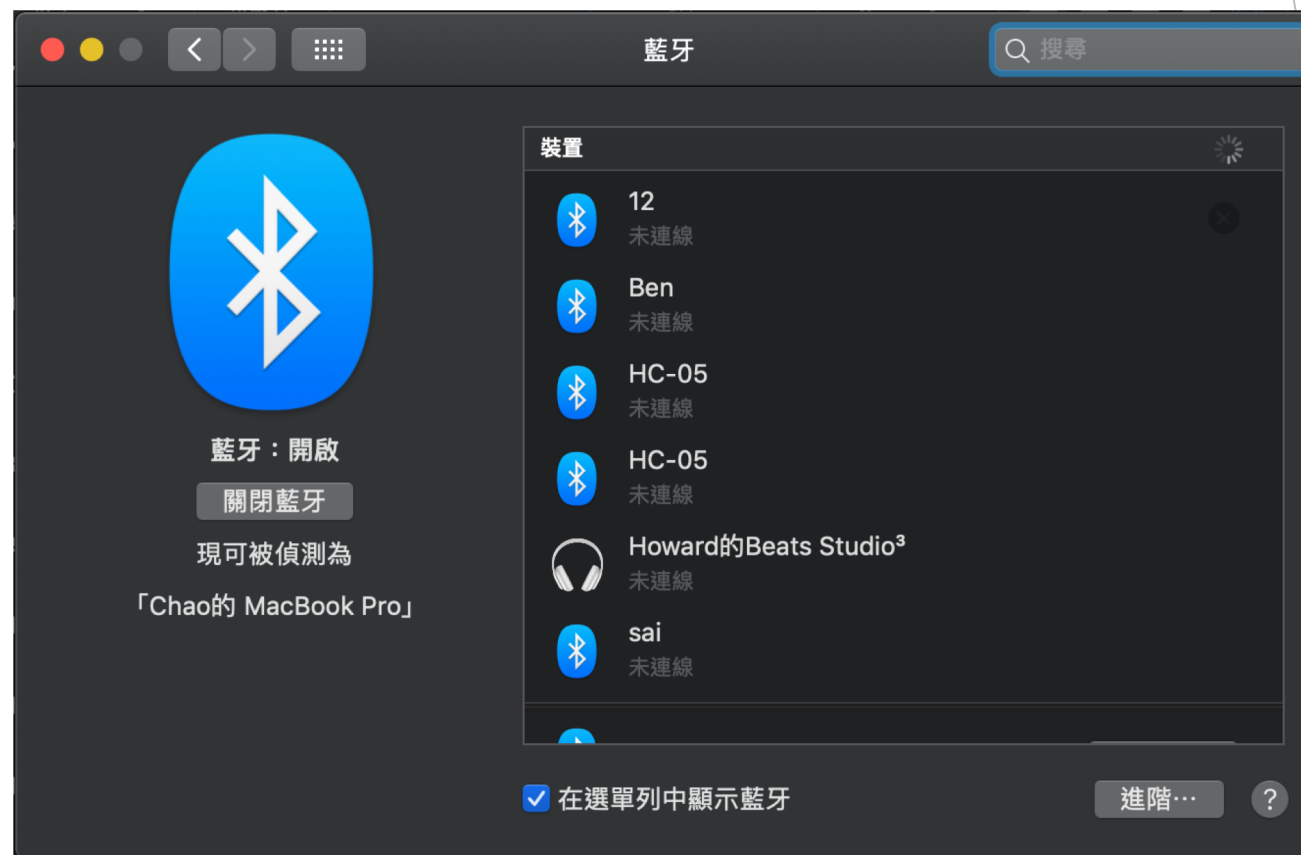 藍牙
搜尋
藍牙：開啟
關閉藍牙
現可被偵測為
「Chao的 MacBook Pro」
裝置
12
未連線
Ben
未連線
HC-05
未連線
HC-05
未連線
Howard的Beats Studio³
未連線
sai
未連線
在選單列中顯示藍牙
進階…
?